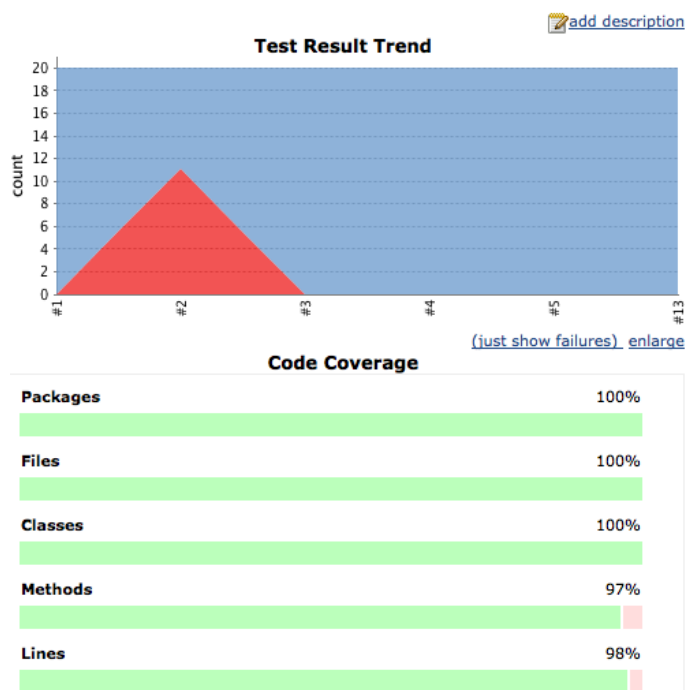 add description
Test Result Trend
20
18
16
14
12
10
8
6
4
2
0
count
#1
#2
#3
#4
#5
#13
(just show failures) enlarge
Code Coverage
Packages 100%
Files 100%
Classes 100%
Methods 97%
Lines 98%